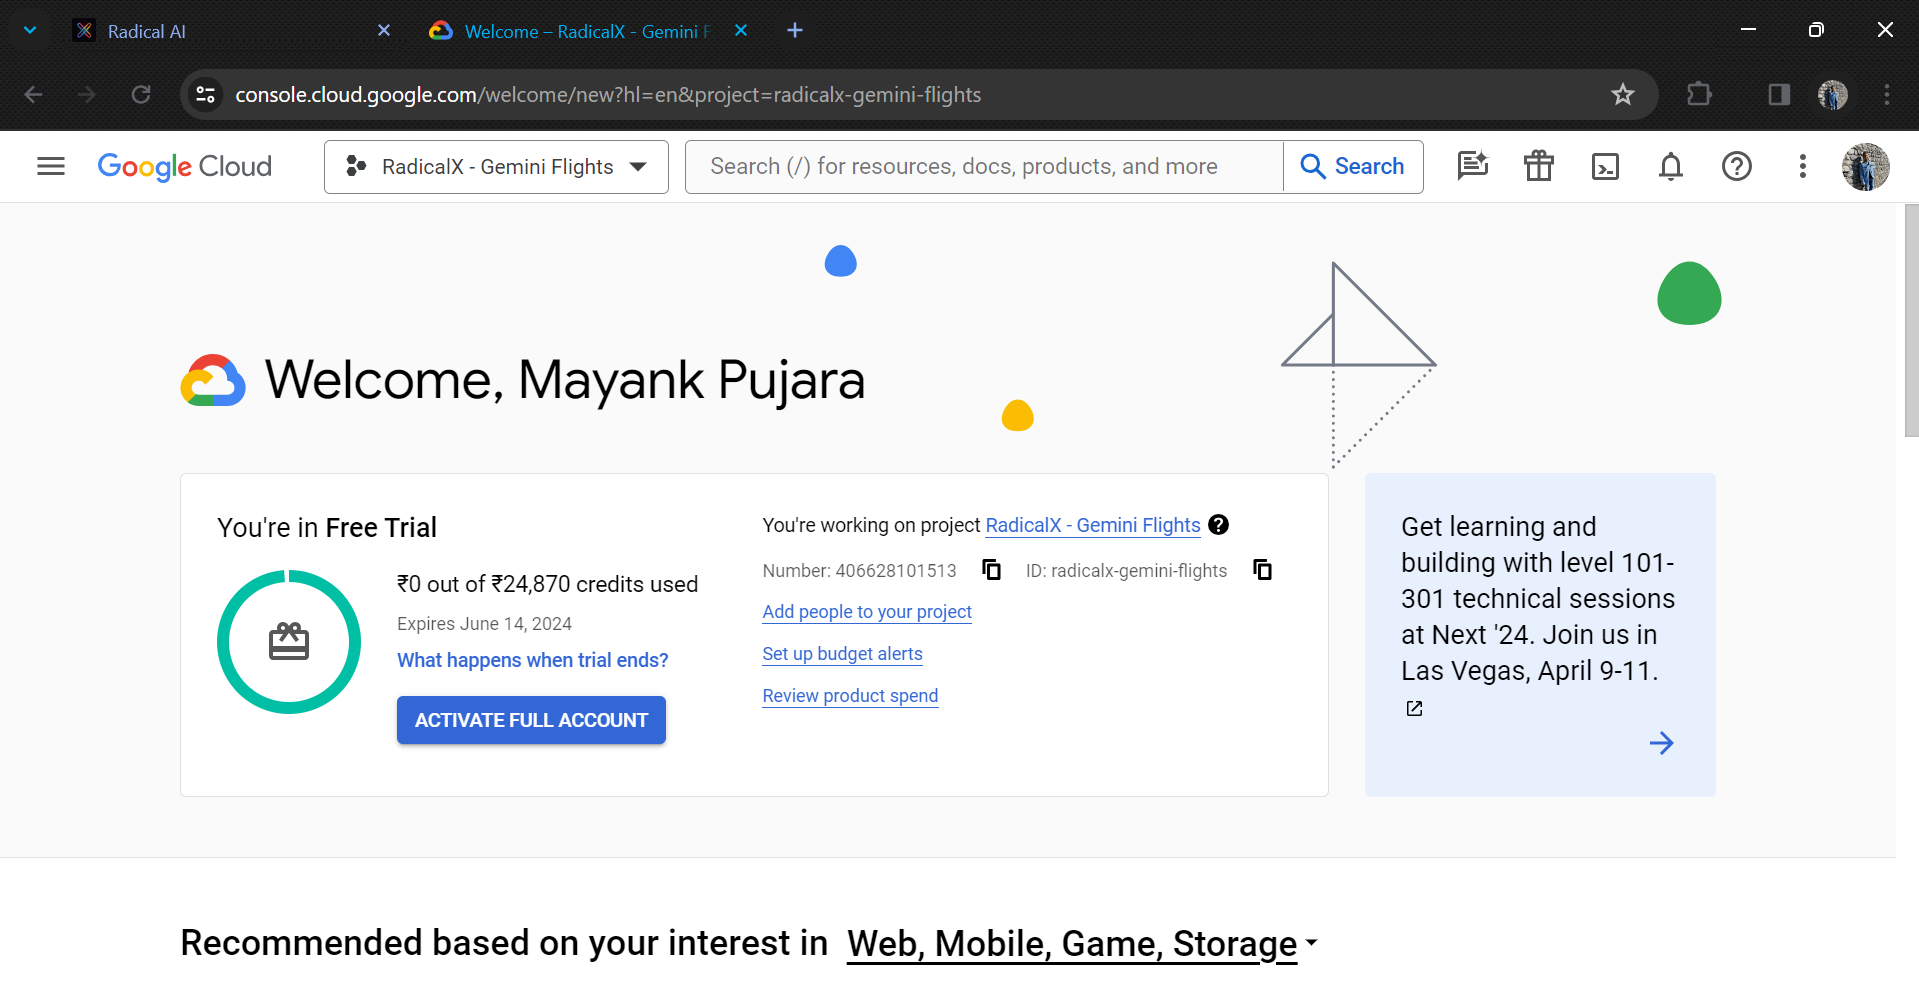 Radical AI
Welcome – RadicalX - Gemini F
console.cloud.google.com/welcome/new?hl=en&project=radicalx-gemini-flights
Google Cloud
RadicalX - Gemini Flights
Search (/) for resources, docs, products, and more
Search
Welcome, Mayank Pujara
You're in Free Trial
₹0 out of ₹24,870 credits used
Expires June 14, 2024
What happens when trial ends?
ACTIVATE FULL ACCOUNT
You're working on project RadicalX - Gemini Flights
Number: 406628101513
ID: radicalx-gemini-flights
Add people to your project
Set up budget alerts
Review product spend
Get learning and
building with level 101-
301 technical sessions
at Next '24. Join us in
Las Vegas, April 9-11.
Recommended based on your interest in Web, Mobile, Game, Storage